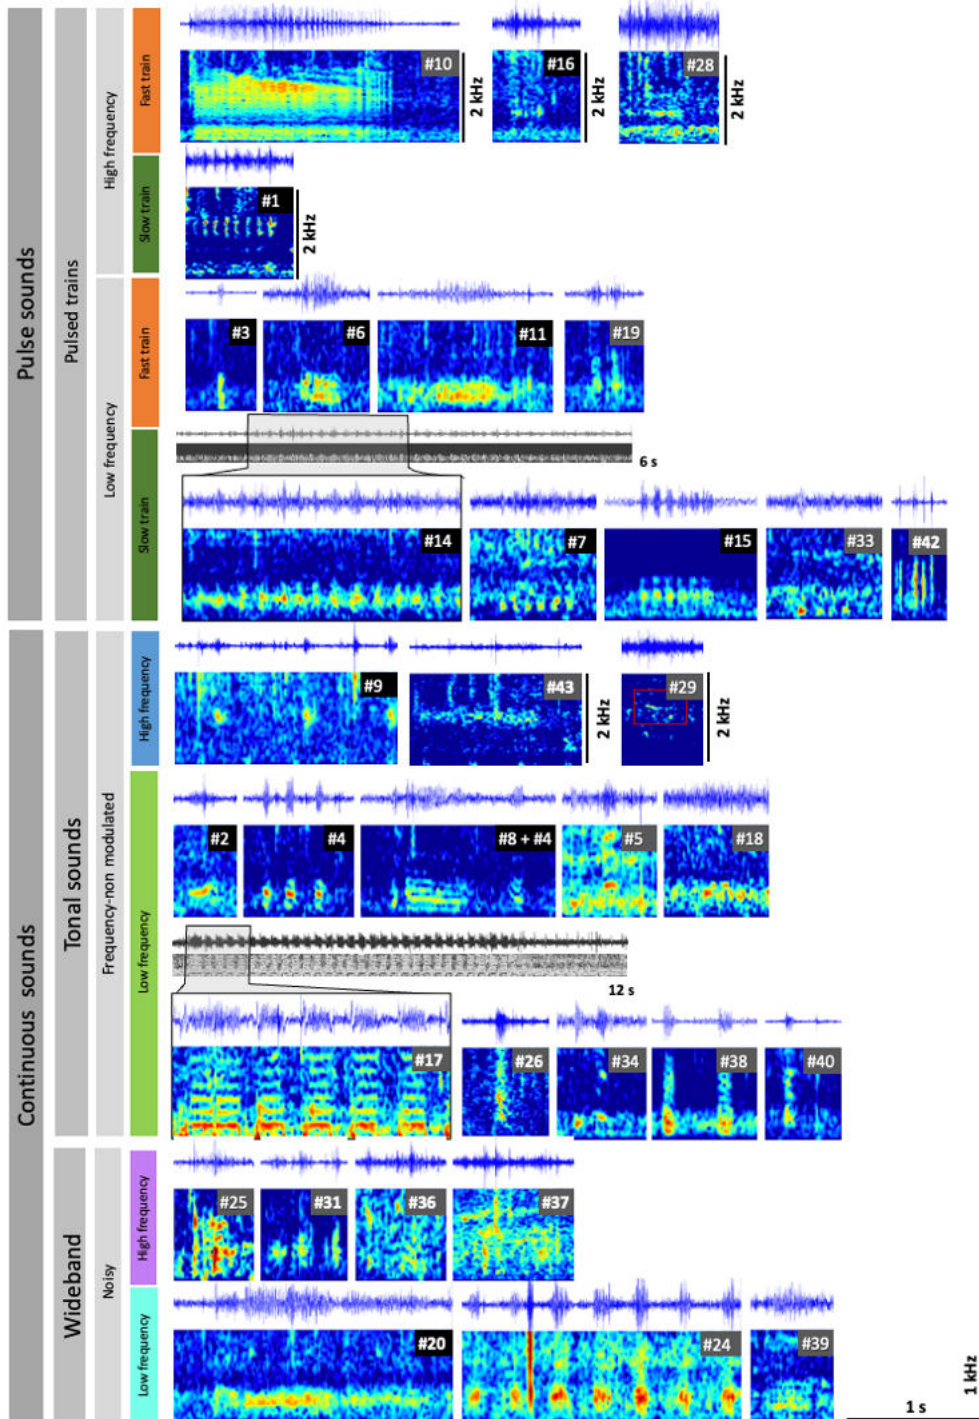 Pulse sounds
Pulsed trains
High frequency
Fast train
#10
2 kHz
#16
2 kHz
#28
2 kHz
Slow train
#1
2 kHz
Low frequency
Fast train
#3
#6
#11
#19
6 s
Slow train
#14
#7
#15
#33
#42
Continuous sounds
Tonal sounds
Frequency-non modulated
High frequency
#9
#43
2 kHz
#29
2 kHz
Low frequency
#2
#4
#8 + #4
#5
#18
12 s
#17
#26
#34
#38
#40
Wideband
Noisy
High frequency
#25
#31
#36
#37
Low frequency
#20
#24
#39
1 kHz
1 s